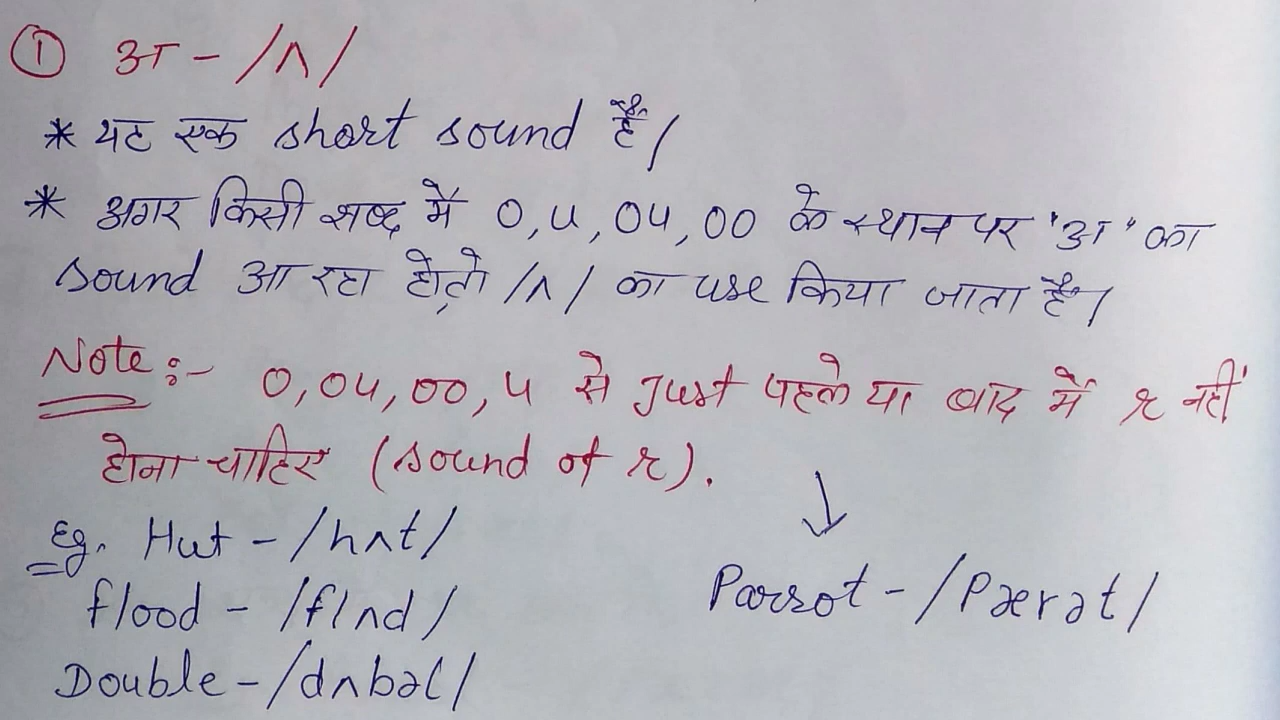 ① अ - /ʌ/
* यह एक short sound है।
* अगर किसी शब्द में o, u, ou, oo के स्थान पर 'अ' का
sound आ रहा हो, तो /ʌ/ का use किया जाता है।
Note :- o, ou, oo, u से Just पहले या बाद में r नहीं
होना चाहिए (sound of r).
Eg. Hut - /hʌt/
flood - /flʌd/
Double - /dʌbəl/
↓
Parrot - /Pærət/